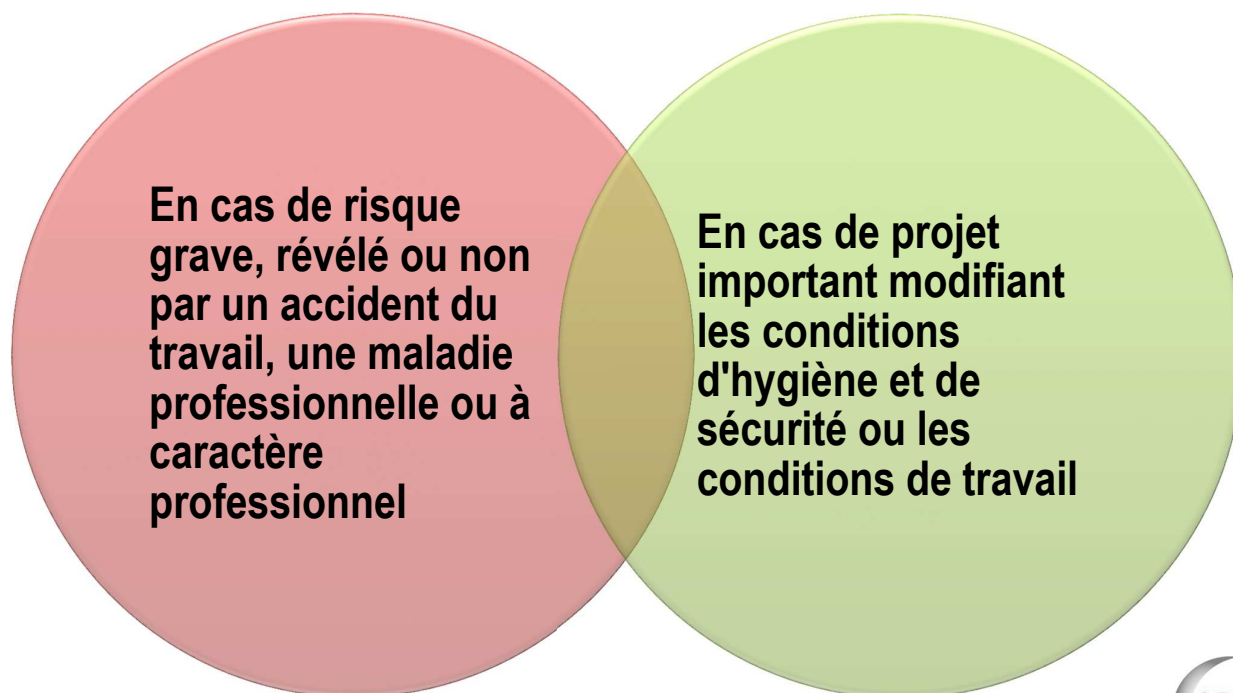 En cas de risque
grave, révélé ou non
par un accident du
travail, une maladie
professionnelle ou à
caractère
professionnel
En cas de projet
important modifiant
les conditions
d'hygiène et de
sécurité ou les
conditions de travail